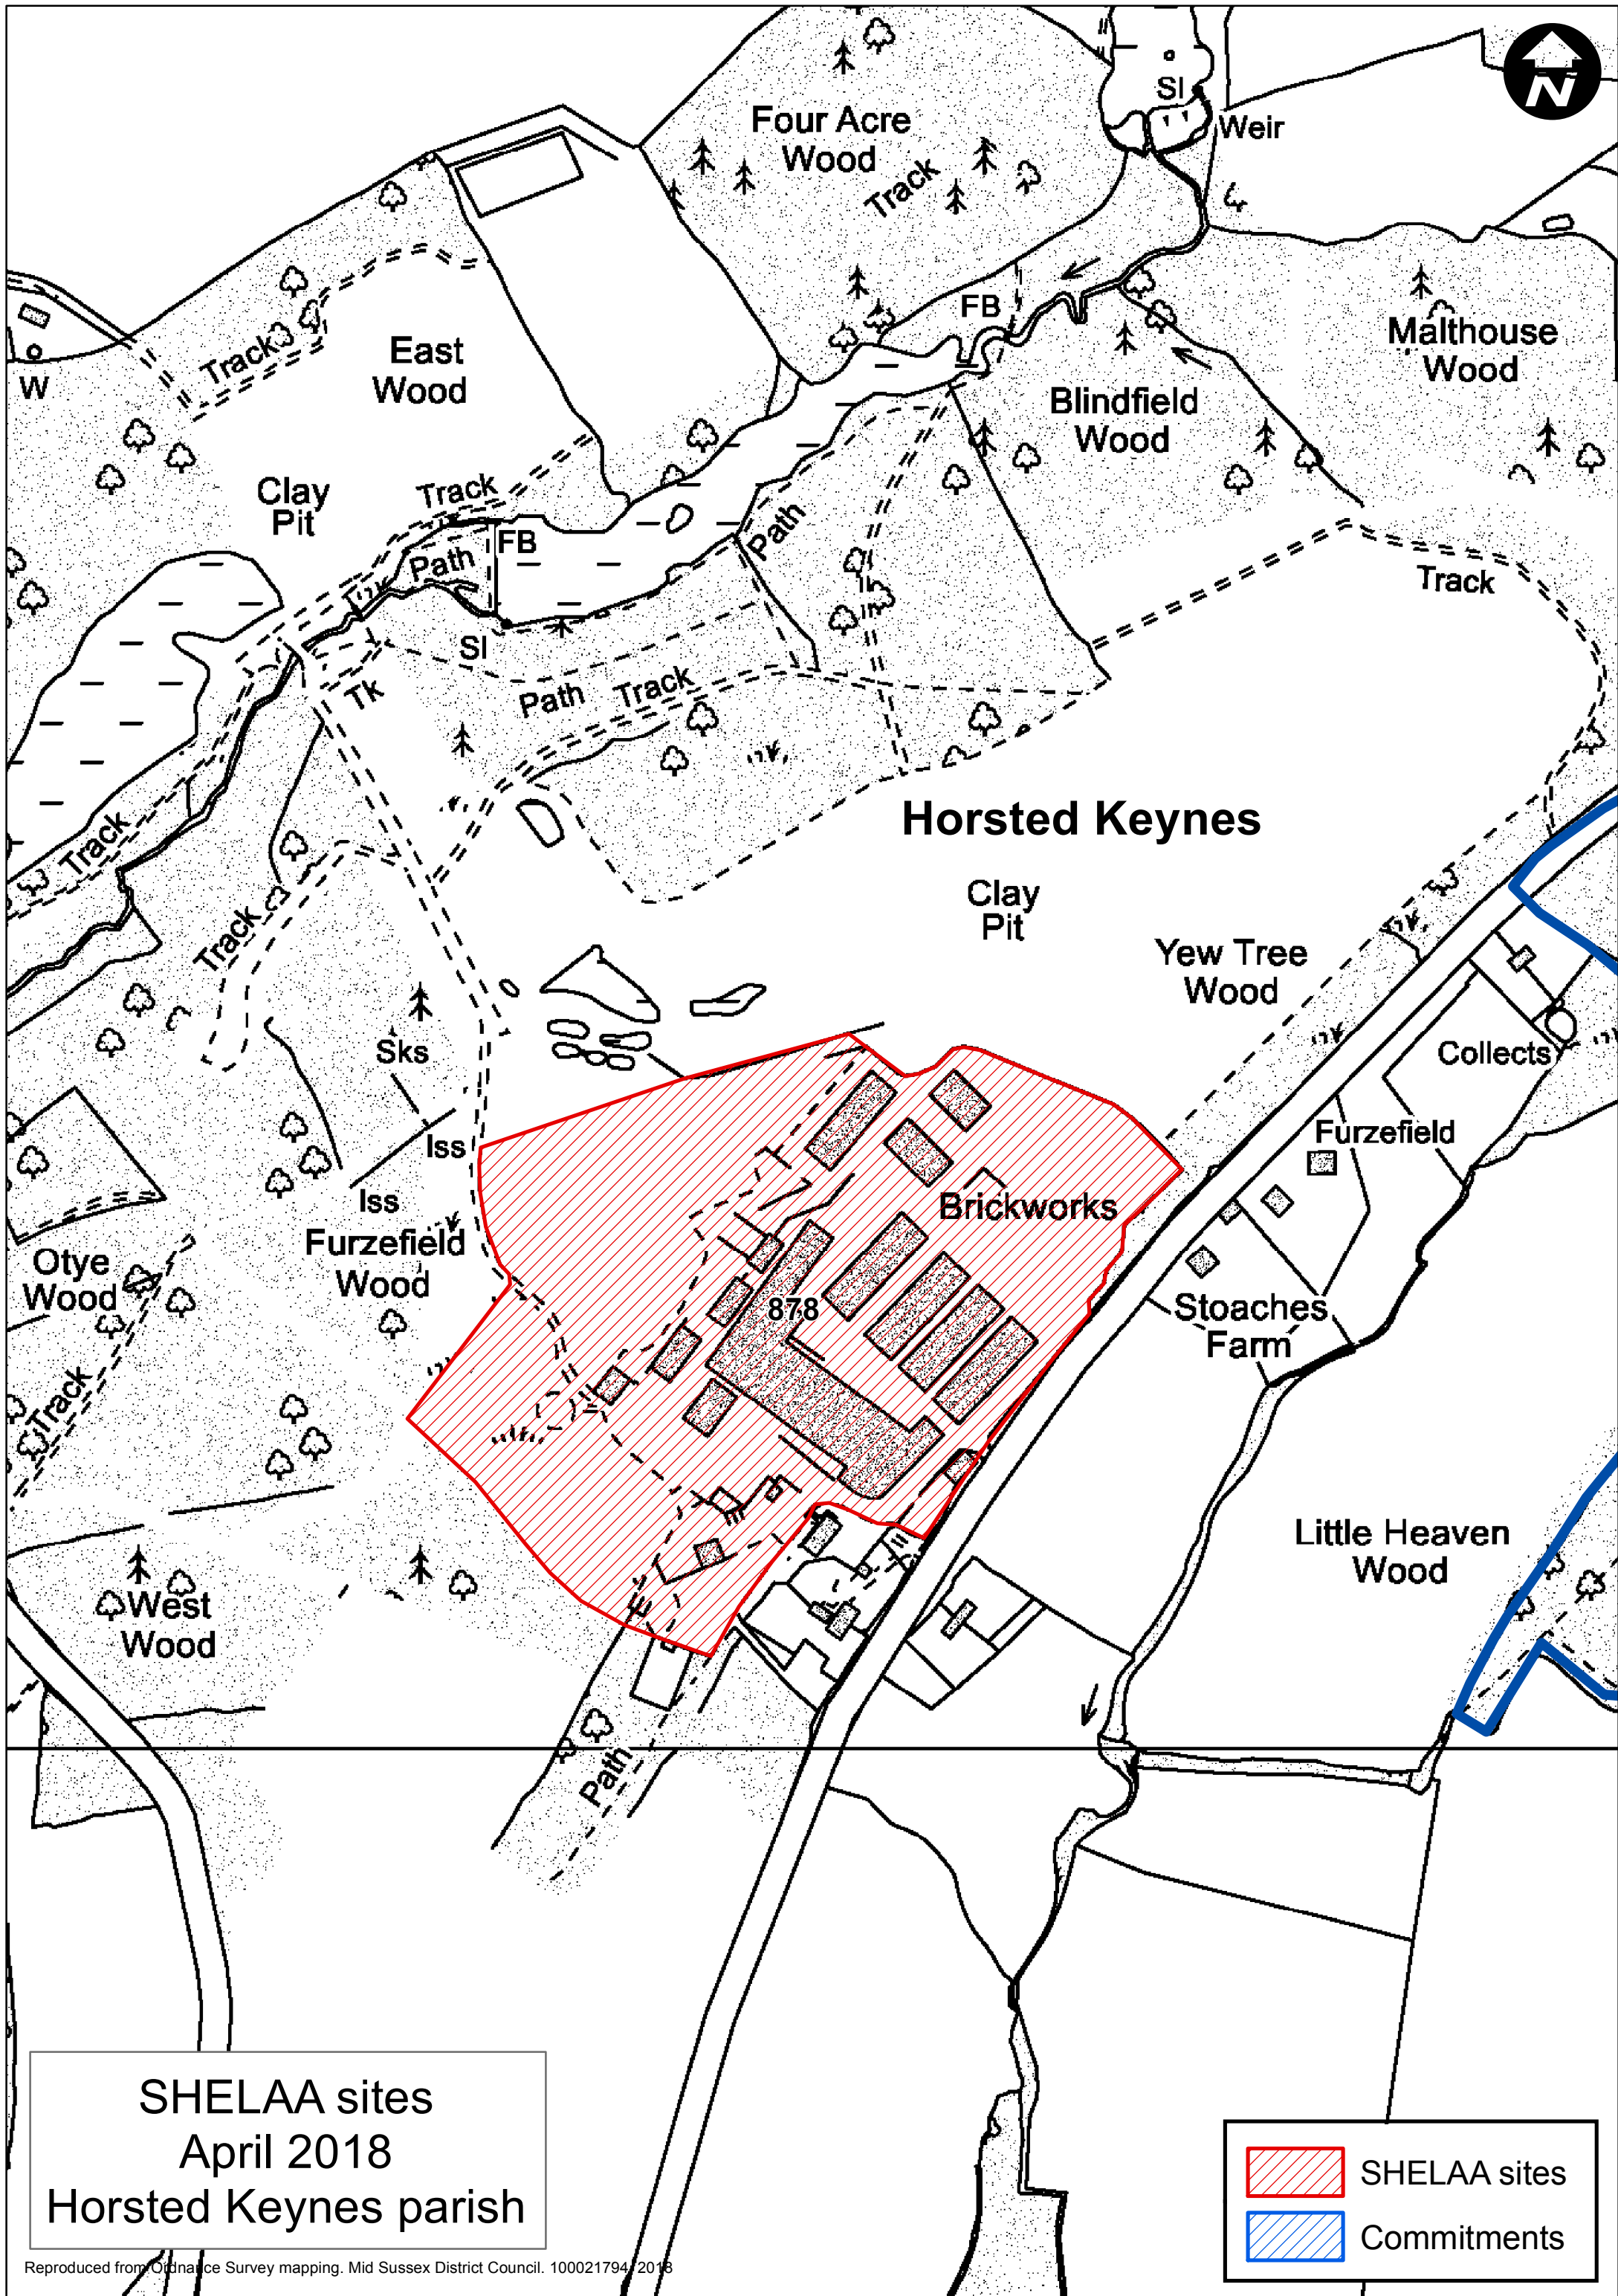 N
SI
Weir
Four Acre
Wood
Track
FB
Malthouse
Wood
Track
East
Wood
W
Blindfield
Wood
Clay
Pit
Track
FB
Path
Path
Track
SI
Tk
Path
Track
Horsted Keynes
Track
Clay
Pit
Track
Yew Tree
Wood
Sks
Collects
Iss
Furzefield
Iss
Brickworks
Furzefield
Wood
Otye
Wood
878
Stoaches
Farm
Track
Little Heaven
Wood
West
Wood
Path
SHELAA sites
April 2018
Horsted Keynes parish
SHELAA sites
Commitments
Reproduced from Ordnance Survey mapping. Mid Sussex District Council. 100021794, 2018